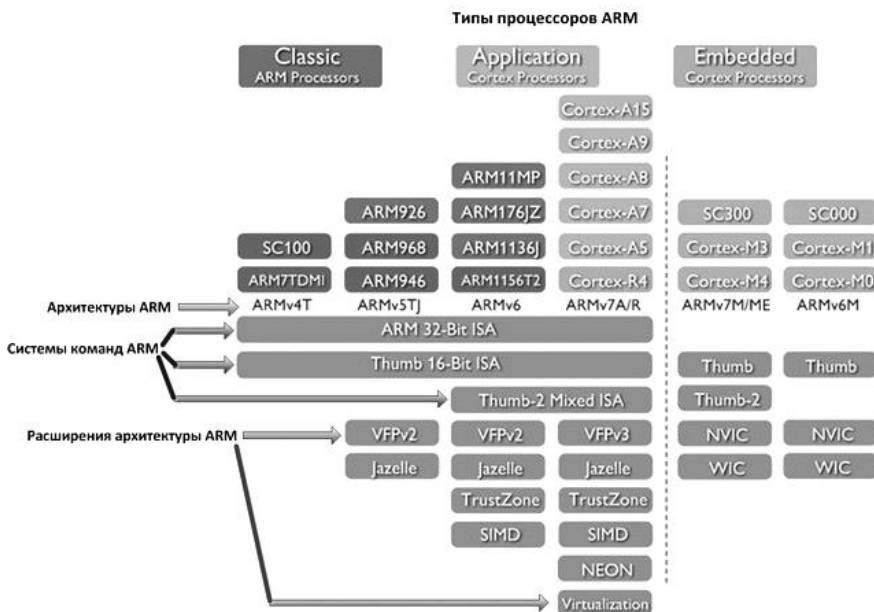 Типы процессоров ARM
Classic
ARM Processors
Application
Cortex Processors
Embedded
Cortex Processors
Cortex-A15
Cortex-A9
ARM11MP
Cortex-A8
ARM926
ARM176JZ
Cortex-A7
SC300
SC000
SC100
ARM968
ARM1136J
Cortex-A5
Cortex-M3
Cortex-M1
ARM7TDMI
ARM946
ARM1156T2
Cortex-R4
Cortex-M4
Cortex-M0
Архитектуры ARM
ARMv4T
ARMv5TJ
ARMv6
ARMv7A/R
ARMv7M/ME
ARMv6M
ARM 32-Bit ISA
Системы команд ARM
Thumb 16-Bit ISA
Thumb
Thumb
Thumb-2 Mixed ISA
Thumb-2
Расширения архитектуры ARM
VFPv2
VFPv2
VFPv3
NVIC
NVIC
Jazelle
Jazelle
Jazelle
WIC
WIC
TrustZone
TrustZone
SIMD
SIMD
NEON
Virtualization